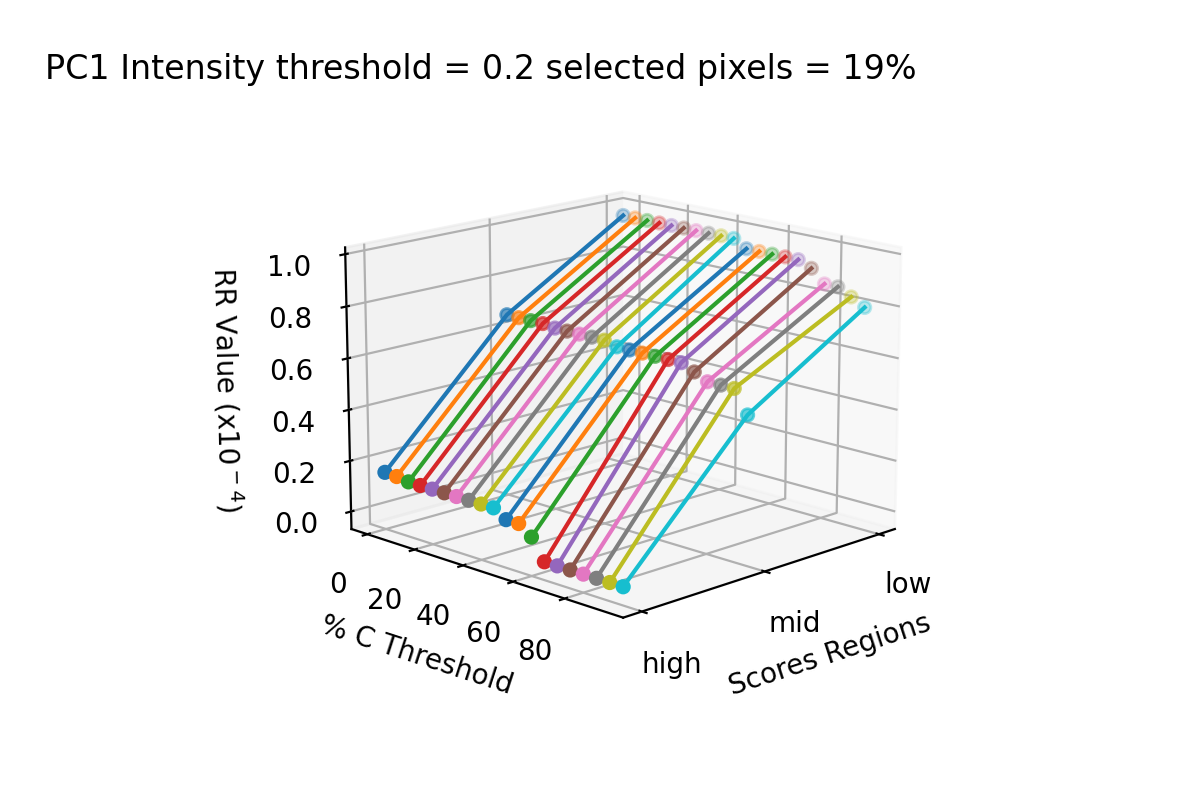 PC1 Intensity threshold = 0.2 selected pixels = 19%
RR Value (x10⁻⁴)
1.0
0.8
0.6
0.4
0.2
0.0
0
20
40
60
80
% C Threshold
high
mid
low
Scores Regions